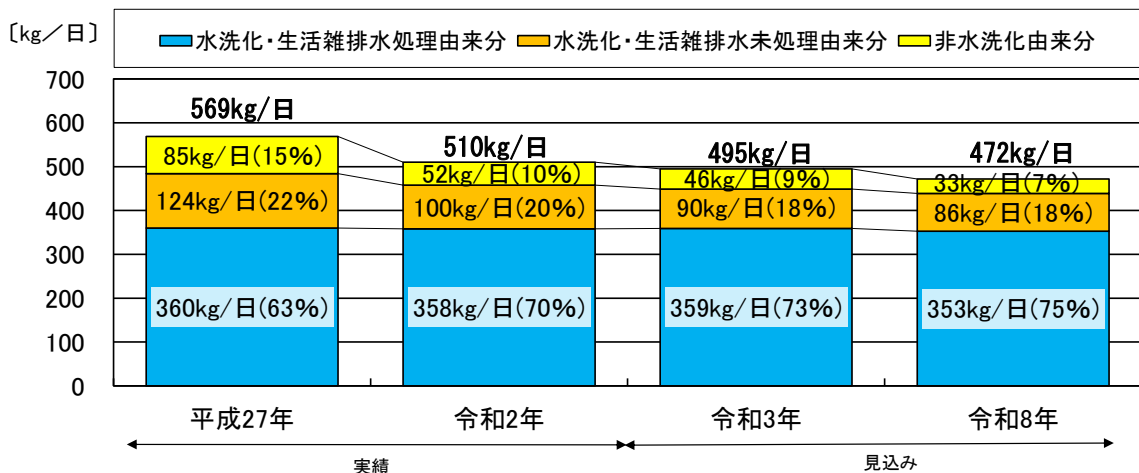 〔kg／日〕
水洗化・生活雑排水処理由来分 水洗化・生活雑排水未処理由来分 非水洗化由来分
700
600
500
400
300
200
100
0
569kg/日
510kg/日
495kg/日
472kg/日
85kg/日(15%)
52kg/日(10%)
46kg/日(9%)
33kg/日(7%)
124kg/日(22%)
100kg/日(20%)
90kg/日(18%)
86kg/日(18%)
360kg/日(63%)
358kg/日(70%)
359kg/日(73%)
353kg/日(75%)
平成27年 令和2年 令和3年 令和8年
実績 見込み